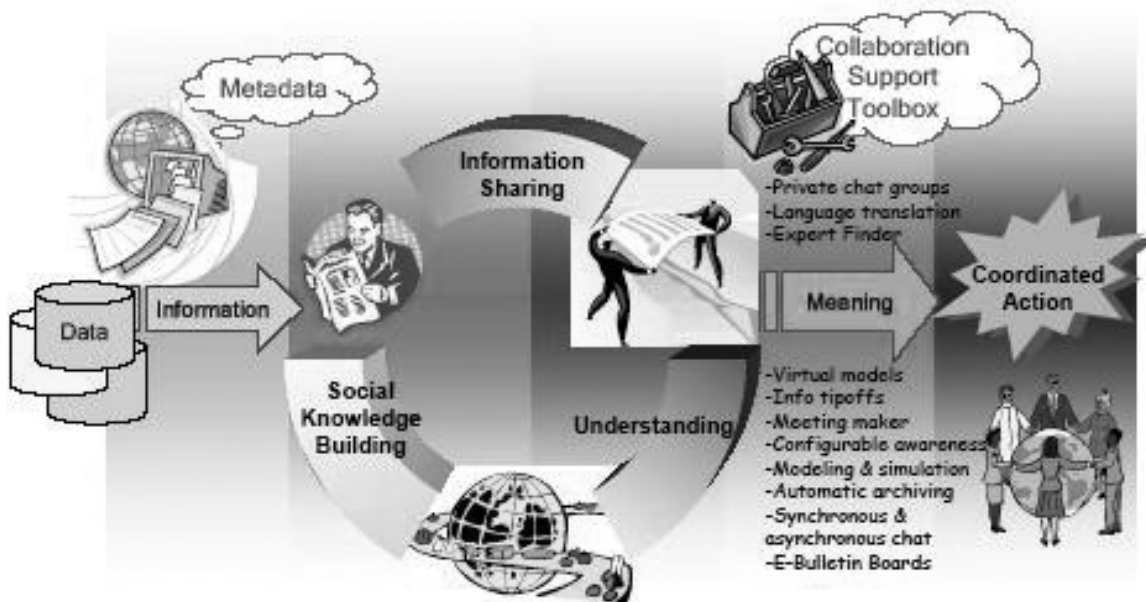 Metadata
Collaboration
Support
Toolbox
Information
Sharing
-Private chat groups
-Language translation
-Expert Finder
Data
Information
Meaning
Coordinated
Action
Social
Knowledge
Building
Understanding
-Virtual models
-Info tipoffs
-Meeting maker
-Configurable awareness
-Modeling & simulation
-Automatic archiving
-Synchronous &
asynchronous chat
-E-Bulletin Boards